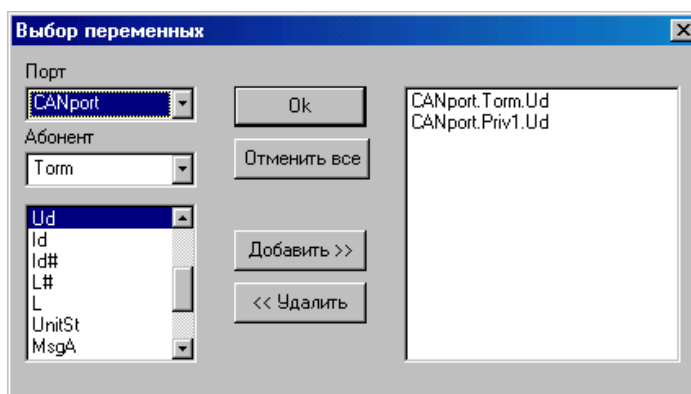 Выбор переменных
Порт
CANport
Абонент
Torm
Ud
Id
Id#
L#
L
UnitSt
MsgA
Ok
Отменить все
Добавить >>
<< Удалить
CANport.Torm.Ud
CANport.Priv1.Ud